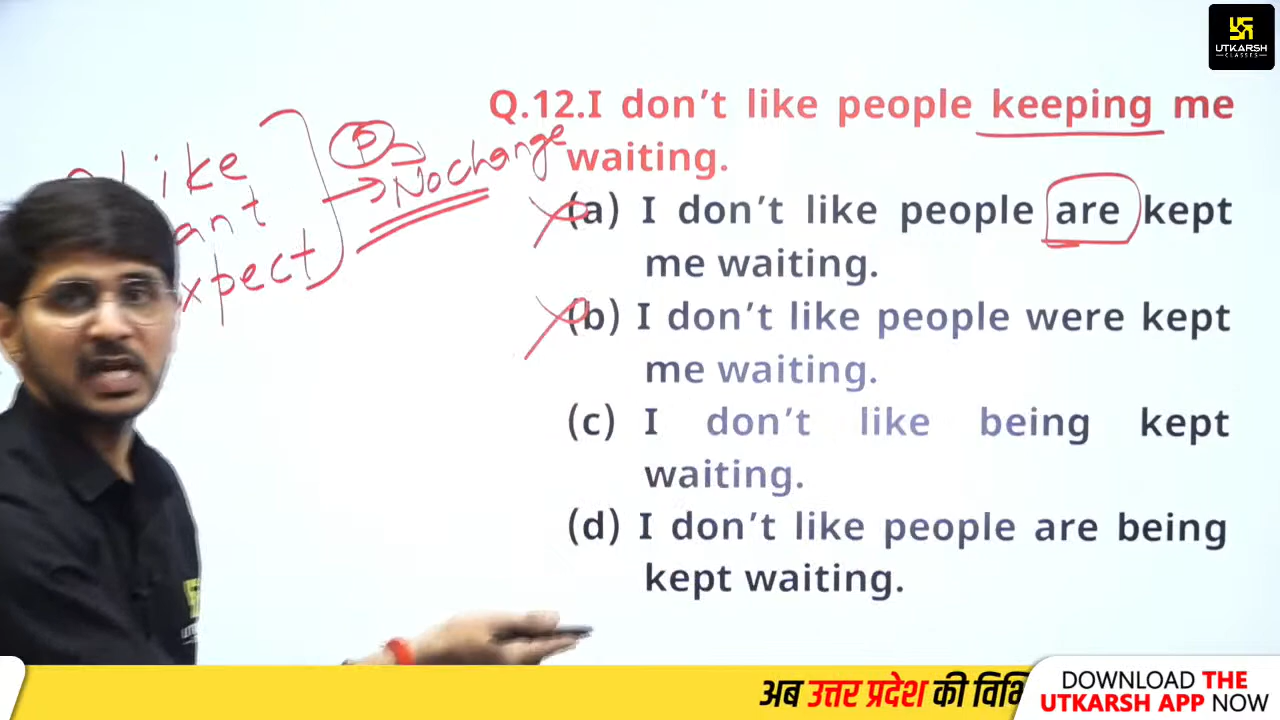 UTKARSH
CLASSES
Q.12.I don't like people keeping me
waiting.
(a) I don't like people are kept
me waiting.
(b) I don't like people were kept
me waiting.
(c) I don't like being kept
waiting.
(d) I don't like people are being
kept waiting.
like
P
No change
अब उत्तर प्रदेश की
DOWNLOAD THE
UTKARSH APP NOW